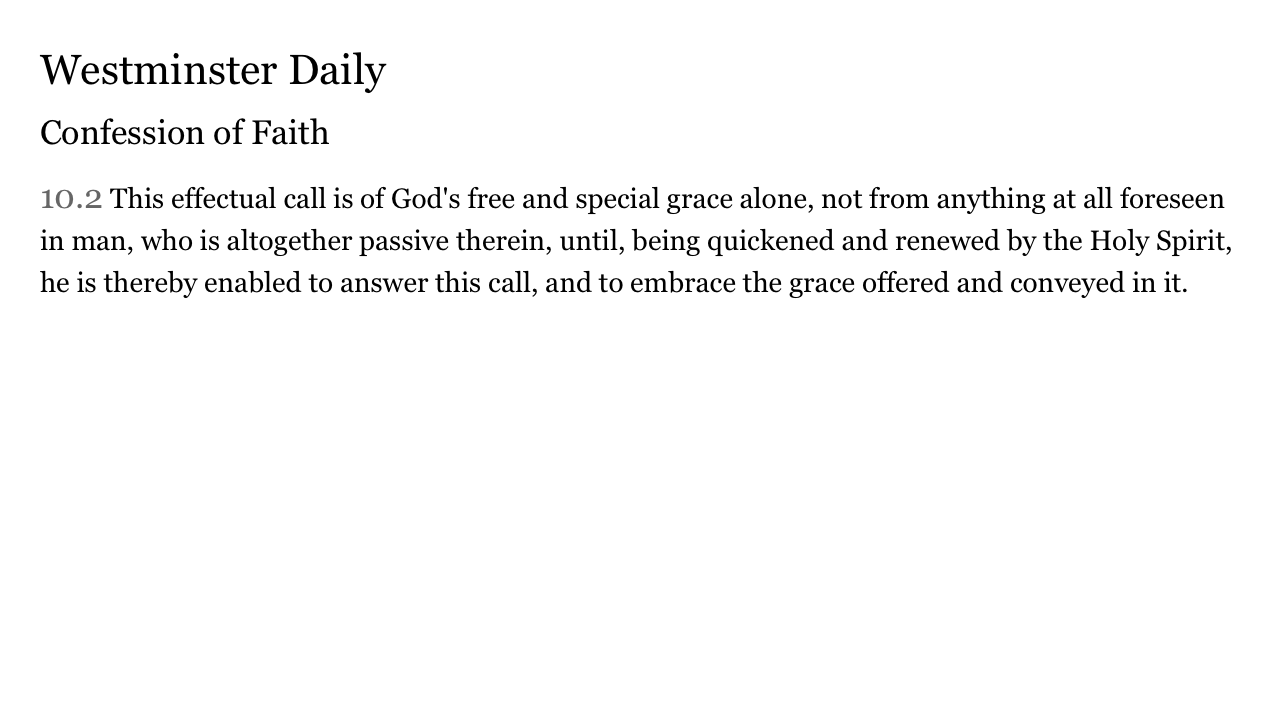 Westminster Daily
Confession of Faith
10.2 This effectual call is of God's free and special grace alone, not from anything at all foreseen
in man, who is altogether passive therein, until, being quickened and renewed by the Holy Spirit,
he is thereby enabled to answer this call, and to embrace the grace offered and conveyed in it.